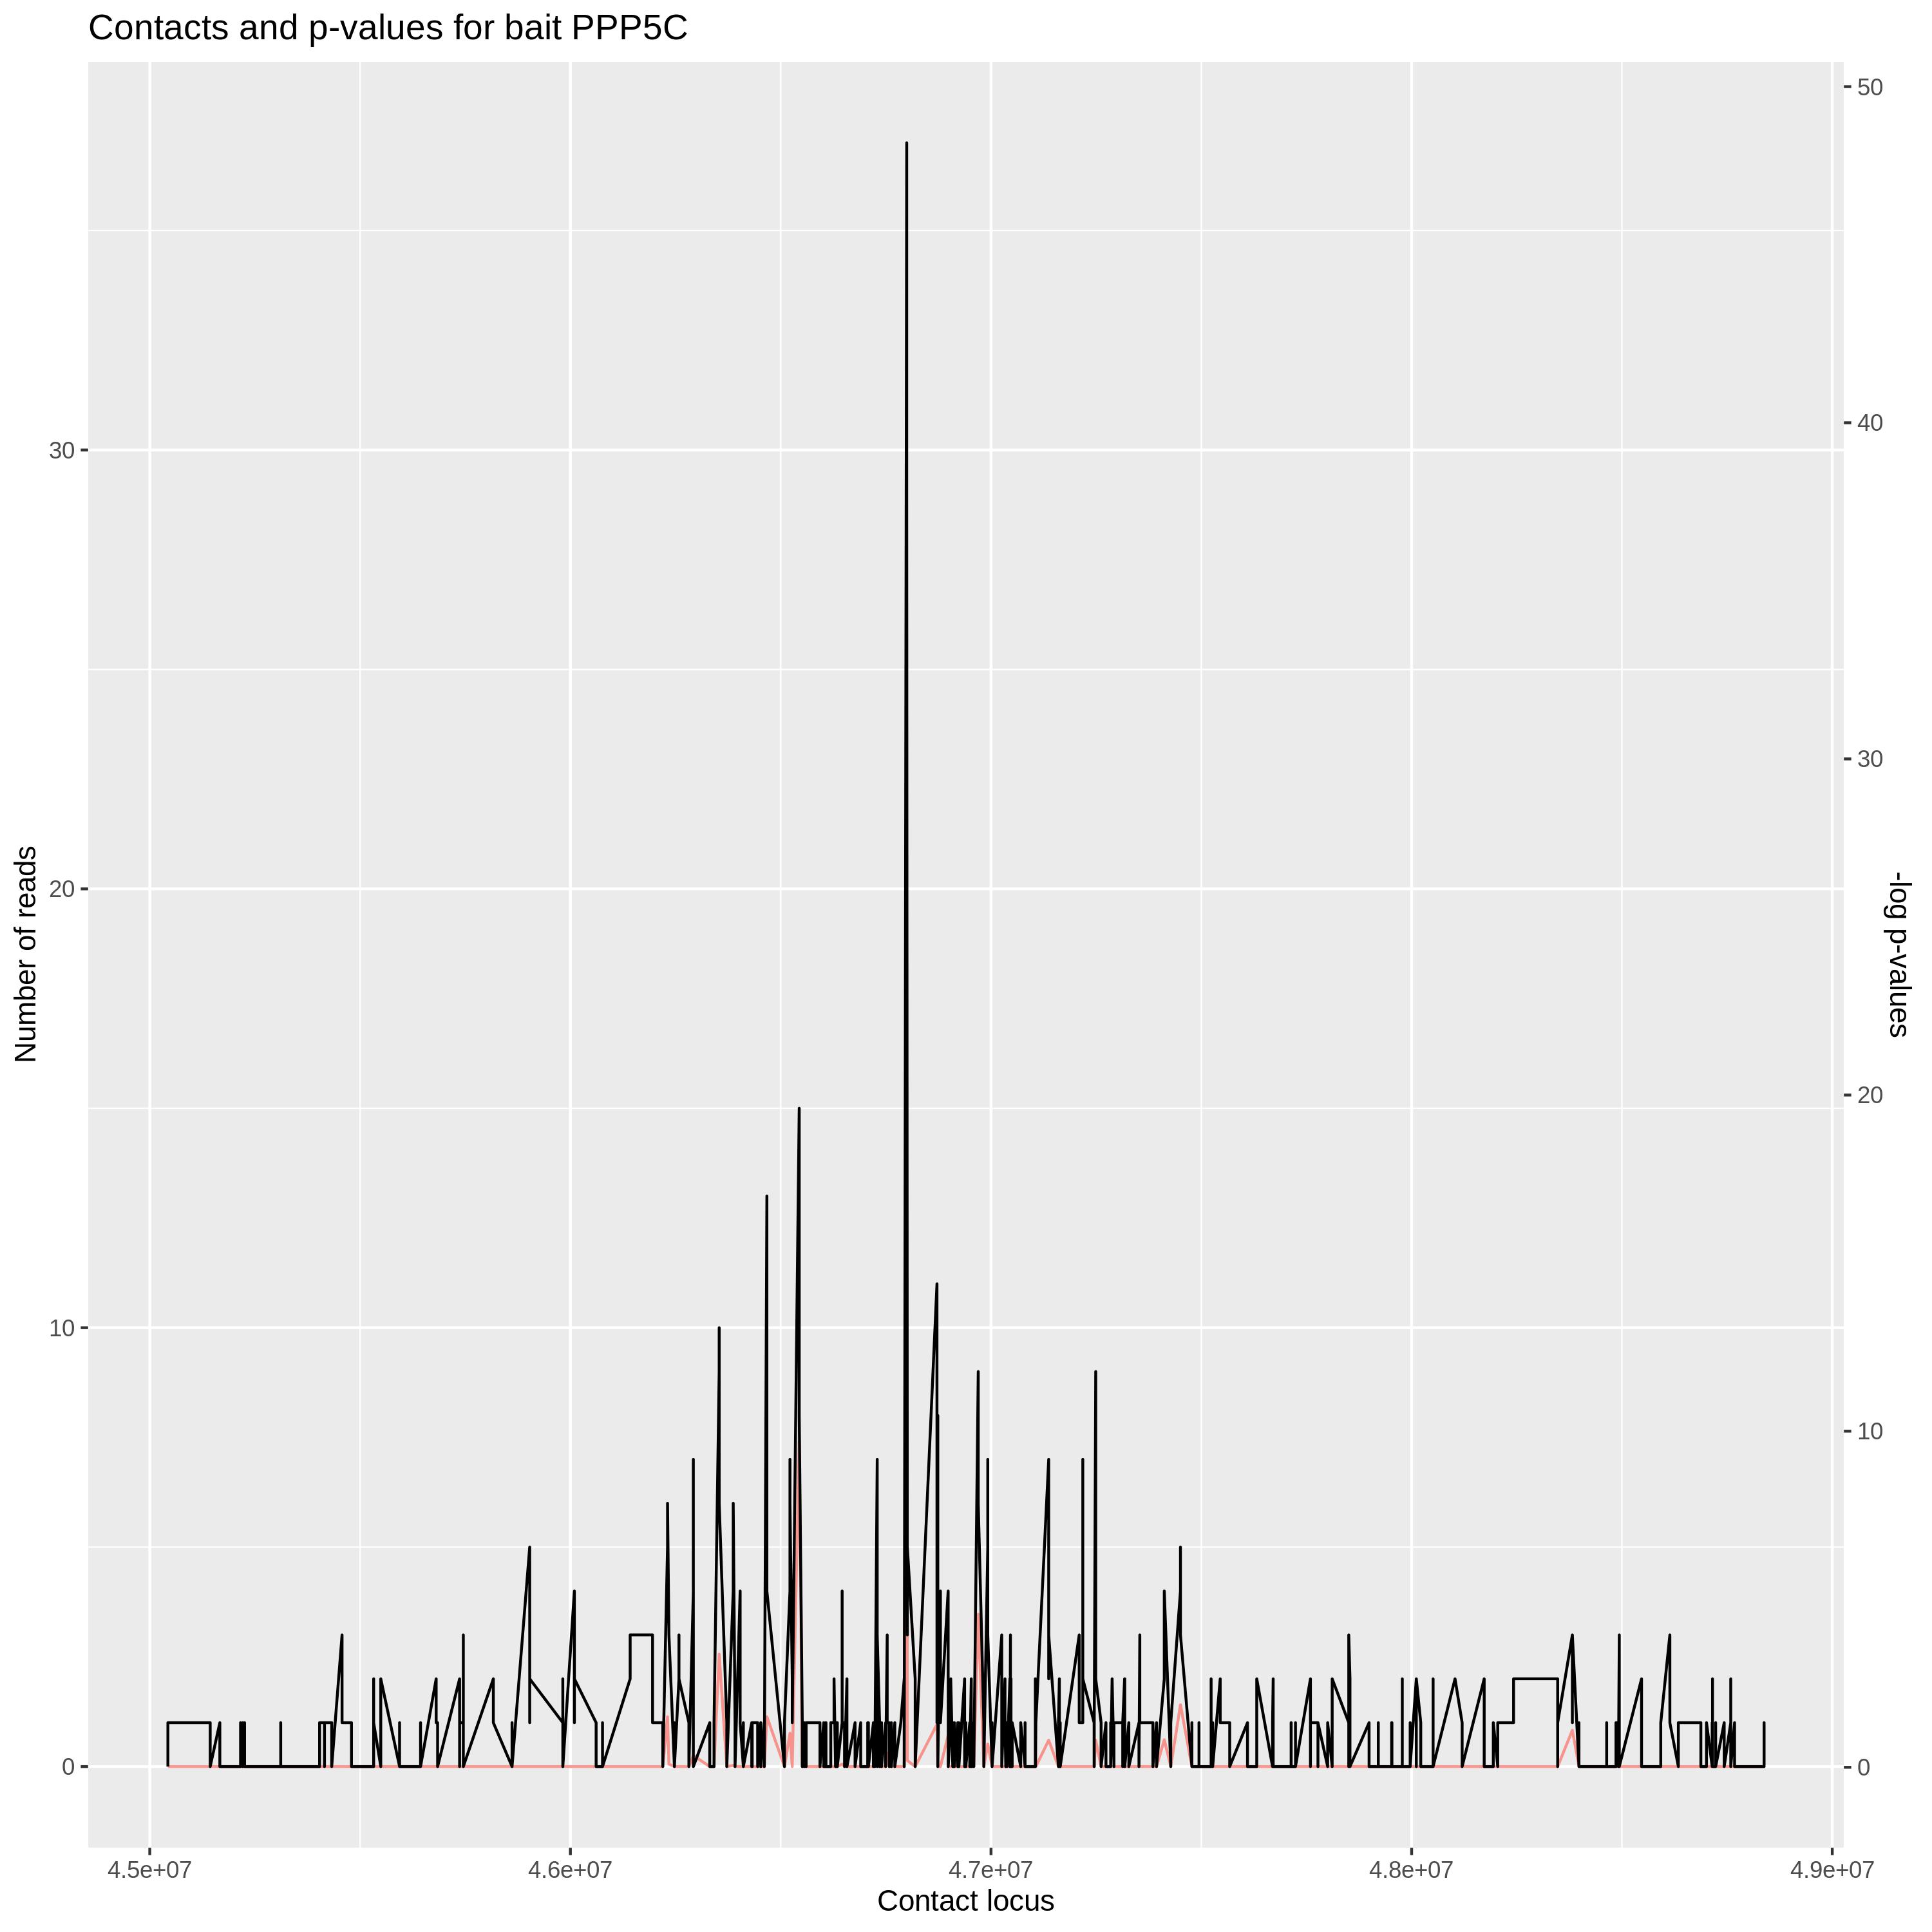 Contacts and p-values for bait PPP5C
50
40
30
30
20
20
10
10
0
0
Number of reads
-log p-values
4.5e+07
4.6e+07
4.7e+07
4.8e+07
4.9e+07
Contact locus